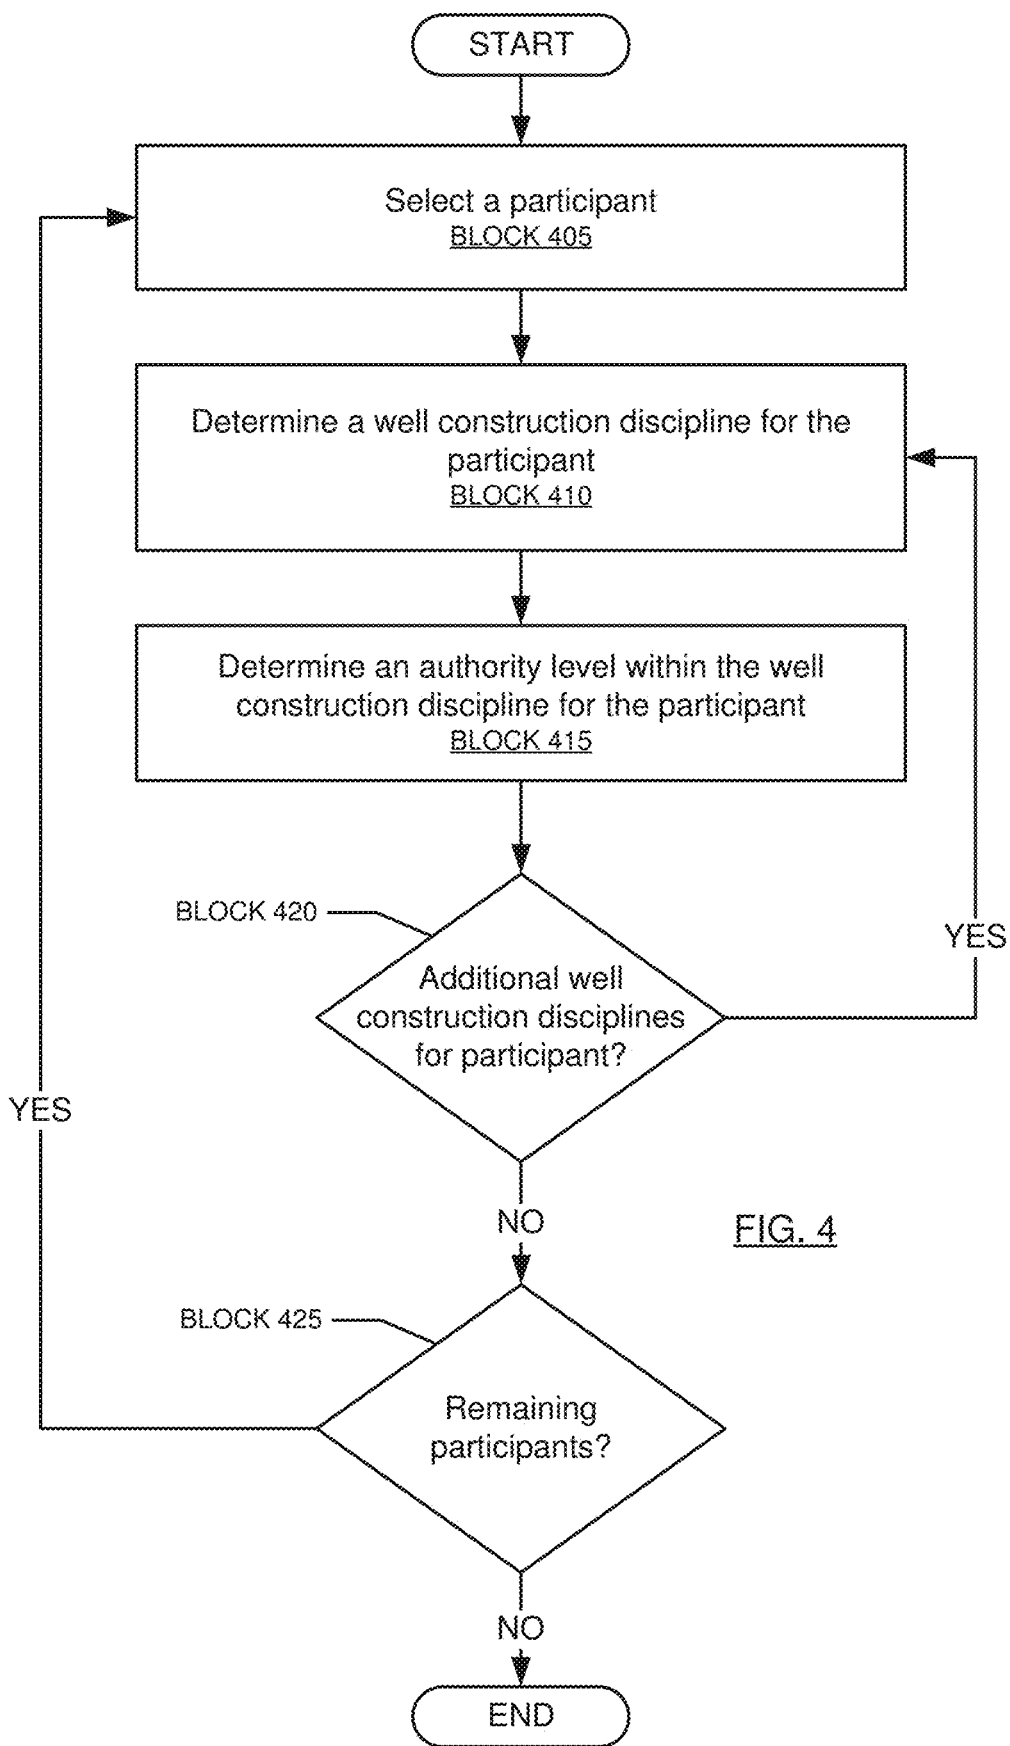 START
Select a participant
BLOCK 405
Determine a well construction discipline for the
participant
BLOCK 410
Determine an authority level within the well
construction discipline for the participant
BLOCK 415
BLOCK 420
YES
Additional well
construction disciplines
for participant?
YES
NO
FIG. 4
BLOCK 425
Remaining
participants?
NO
END